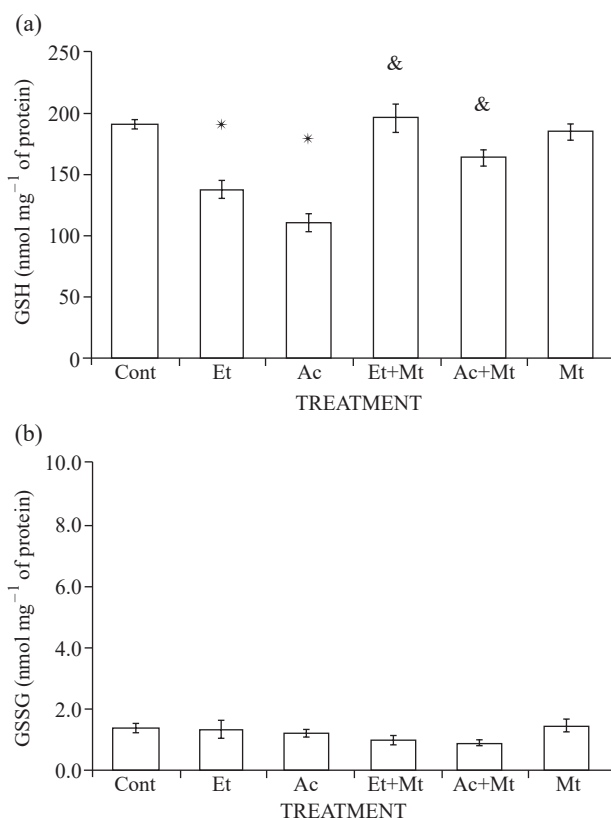 (a)
GSH (nmol mg⁻¹ of protein)
250
200
150
100
50
0
✴
✴
&
&
Cont Et Ac Et+Mt Ac+Mt Mt
TREATMENT
(b)
GSSG (nmol mg⁻¹ of protein)
10.0
8.0
6.0
4.0
2.0
0.0
Cont Et Ac Et+Mt Ac+Mt Mt
TREATMENT